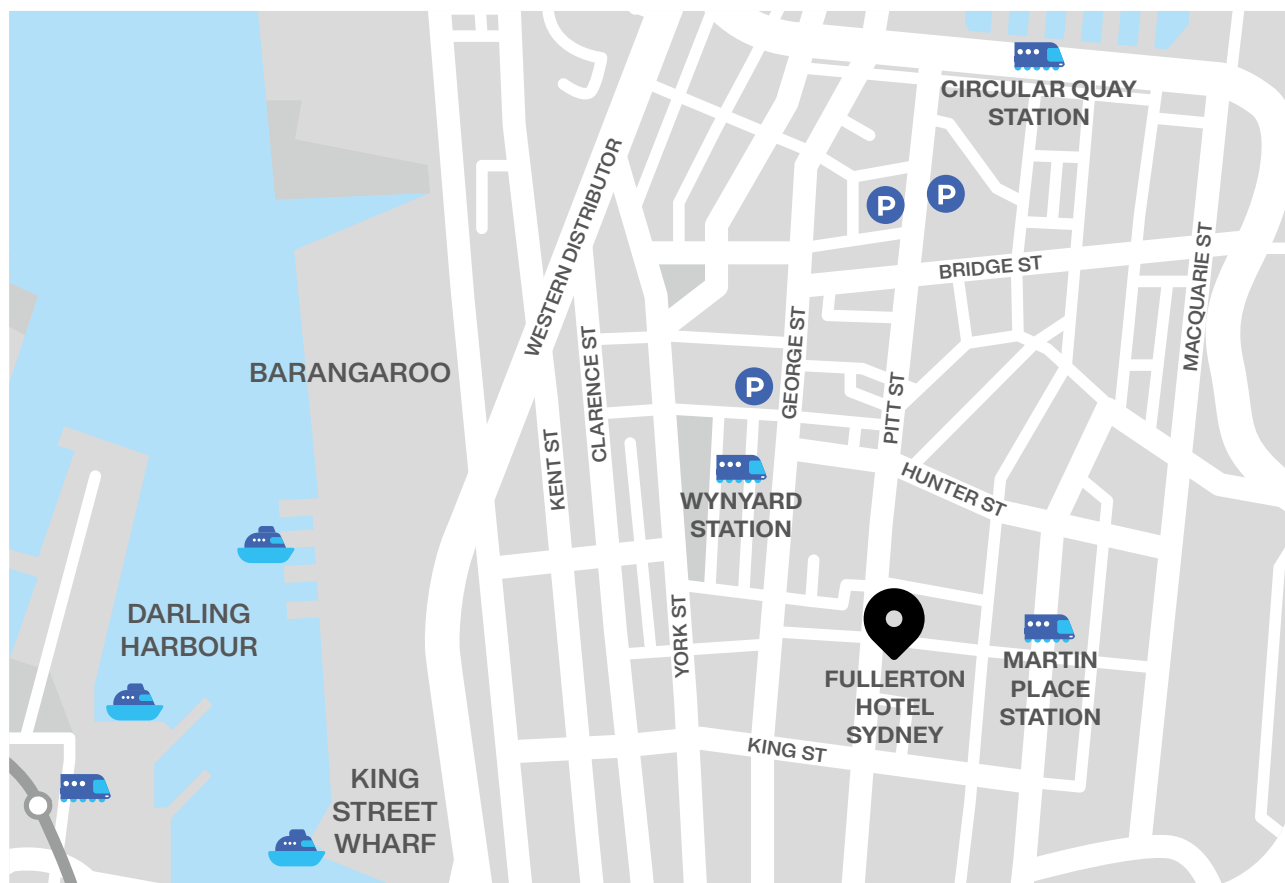 CIRCULAR QUAY
STATION
WESTERN DISTRIBUTOR
P
P
MACQUARIE ST
BRIDGE ST
GEORGE ST
CLARENCE ST
BARANGAROO
P
PITT ST
KENT ST
HUNTER ST
WYNYARD
STATION
DARLING
HARBOUR
YORK ST
FULLERTON
HOTEL
SYDNEY
MARTIN
PLACE
STATION
KING ST
KING
STREET
WHARF